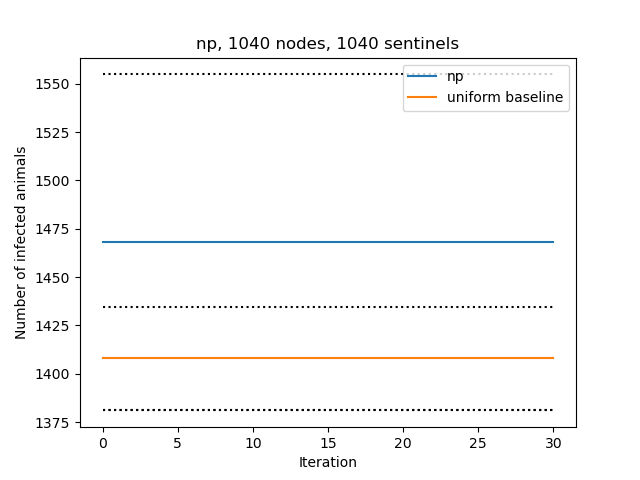 np, 1040 nodes, 1040 sentinels
np
uniform baseline
Number of infected animals
1550
1525
1500
1475
1450
1425
1400
1375
0 5 10 15 20 25 30
Iteration